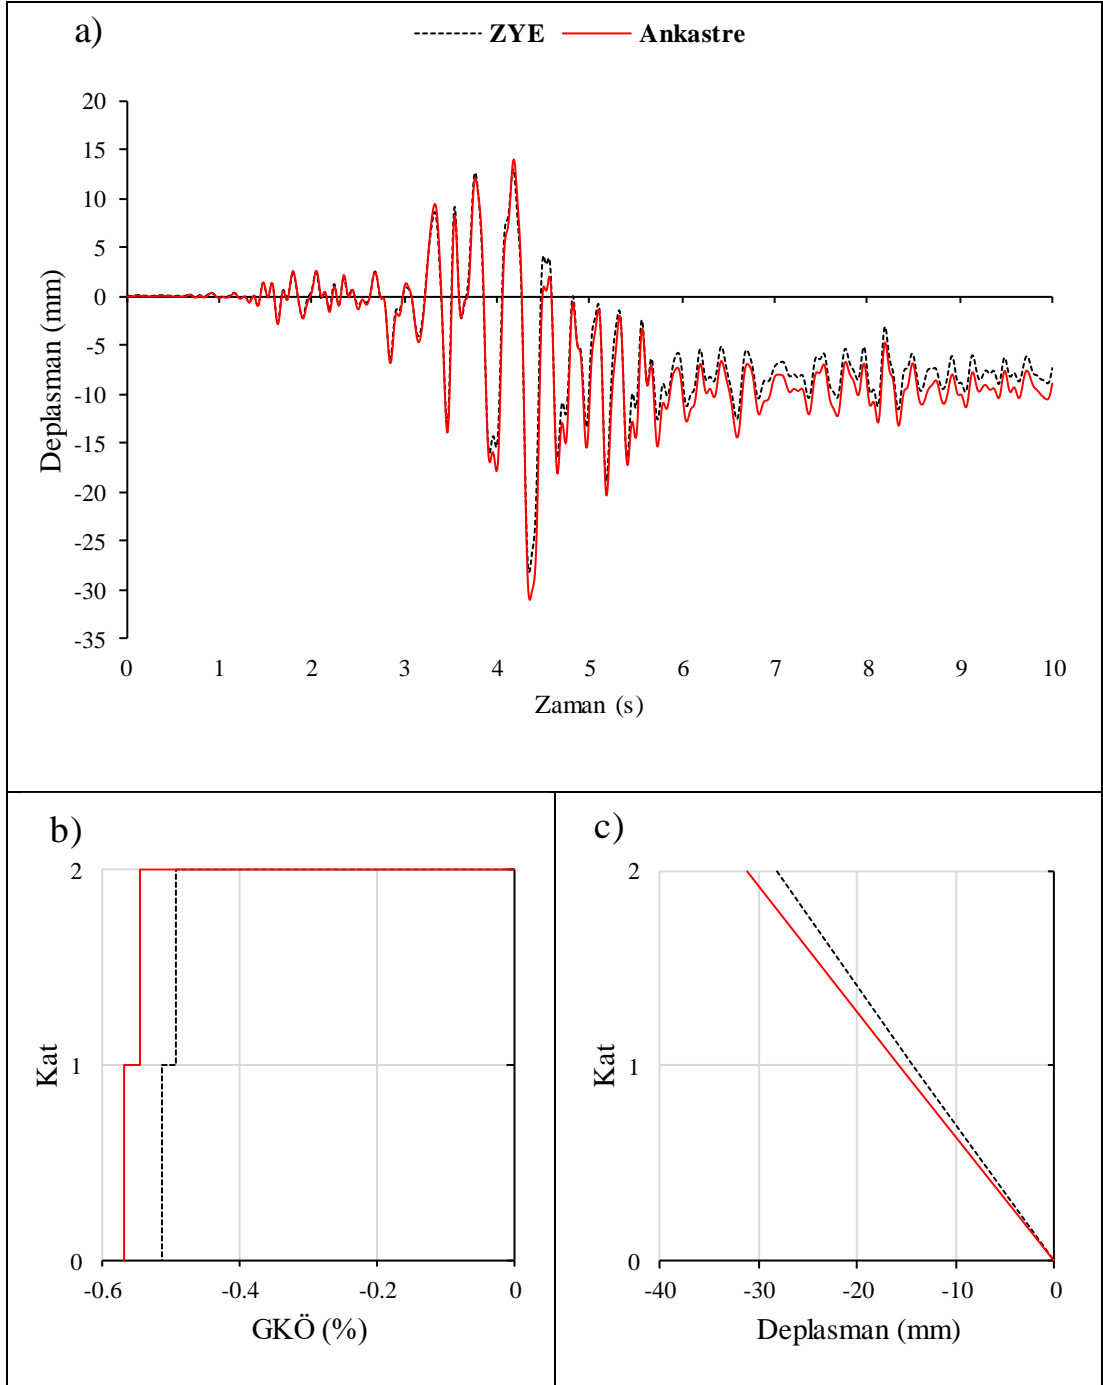 a)
ZYE Ankastre
20
15
10
5
0
-5
-10
-15
-20
-25
-30
-35
Deplasman (mm)
0 1 2 3 4 5 6 7 8 9 10
Zaman (s)
b)
2
1
0
Kat
-0.6 -0.4 -0.2 0
GKÖ (%)
c)
2
1
0
Kat
-40 -30 -20 -10 0
Deplasman (mm)